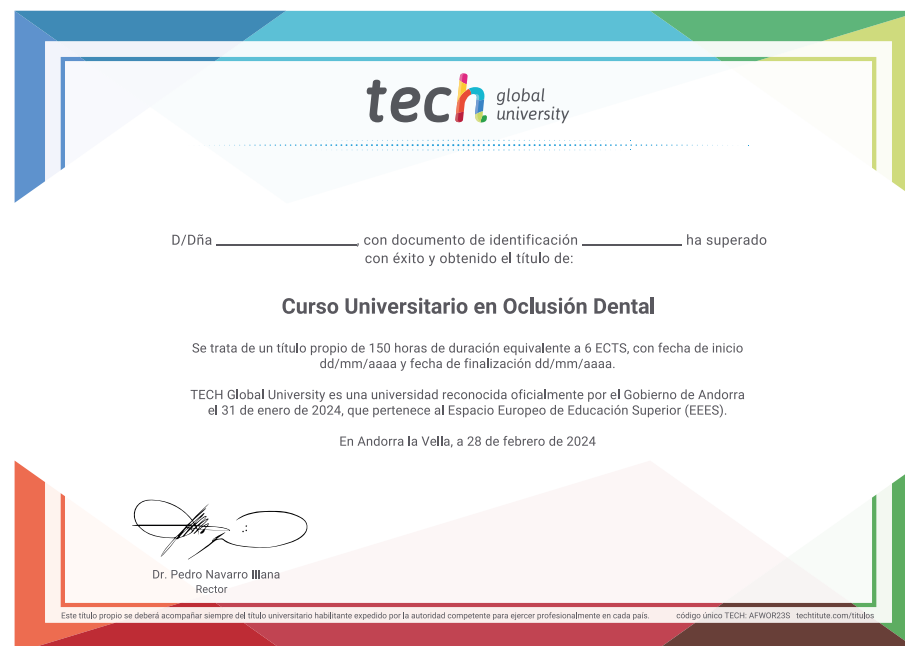 tech global university
D/Dña ________________, con documento de identificación ____________ ha superado
con éxito y obtenido el título de:
Curso Universitario en Oclusión Dental
Se trata de un título propio de 150 horas de duración equivalente a 6 ECTS, con fecha de inicio
dd/mm/aaaa y fecha de finalización dd/mm/aaaa.
TECH Global University es una universidad reconocida oficialmente por el Gobierno de Andorra
el 31 de enero de 2024, que pertenece al Espacio Europeo de Educación Superior (EEES).
En Andorra la Vella, a 28 de febrero de 2024
Dr. Pedro Navarro Illana
Rector
Este título propio se deberá acompañar siempre del título universitario habilitante expedido por la autoridad competente para ejercer profesionalmente en cada país. código único TECH: AFWOR23S techtitute.com/titulos